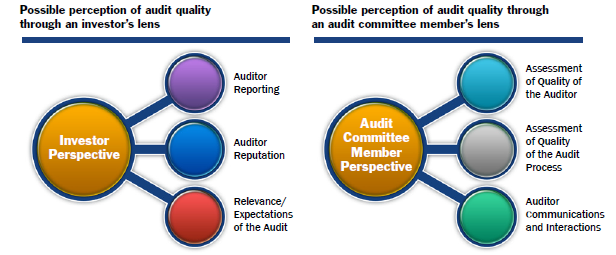 Possible perception of audit quality
through an investor's lens
Investor
Perspective
Auditor
Reporting
Auditor
Reputation
Relevance/
Expectations
of the Audit
Possible perception of audit quality through
an audit committee member's lens
Audit
Committee
Member
Perspective
Assessment
of Quality of
the Auditor
Assessment
of Quality
of the Audit
Process
Auditor
Communications
and Interactions